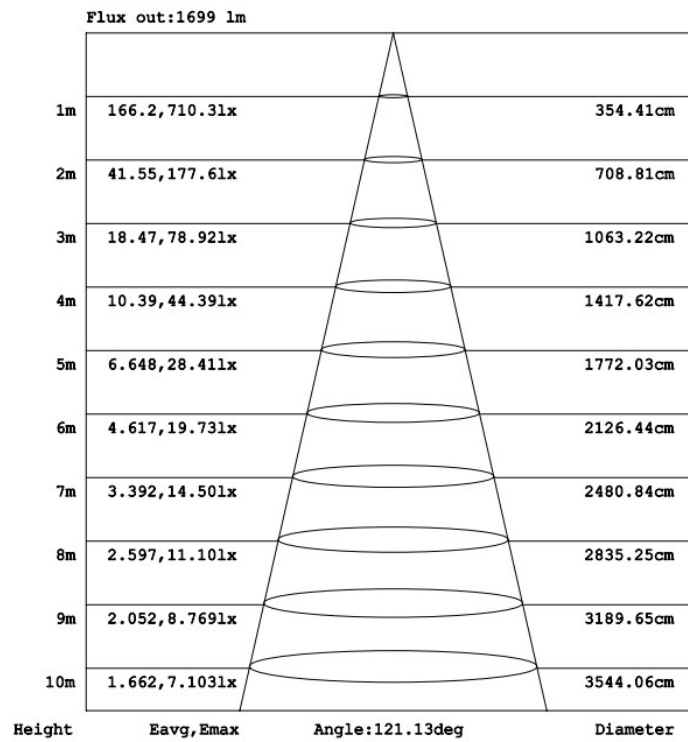 Flux out:1699 lm
1m 166.2,710.3lx 354.41cm
2m 41.55,177.6lx 708.81cm
3m 18.47,78.92lx 1063.22cm
4m 10.39,44.39lx 1417.62cm
5m 6.648,28.41lx 1772.03cm
6m 4.617,19.73lx 2126.44cm
7m 3.392,14.50lx 2480.84cm
8m 2.597,11.10lx 2835.25cm
9m 2.052,8.769lx 3189.65cm
10m 1.662,7.103lx 3544.06cm
Height Eavg,Emax Angle:121.13deg Diameter